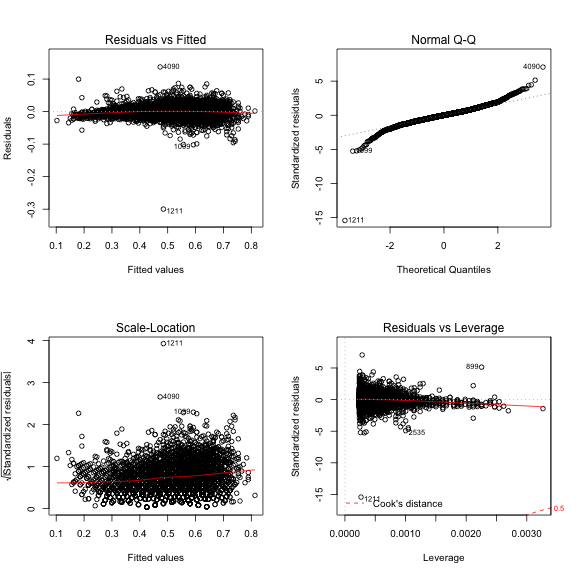 Residuals vs Fitted
Residuals
0.1
0.0
-0.1
-0.2
-0.3
4090
1099
1211
0.1 0.2 0.3 0.4 0.5 0.6 0.7 0.8
Fitted values
Normal Q-Q
Standardized residuals
5
0
-5
-10
-15
4090
1211
-2 0 2
Theoretical Quantiles
Scale-Location
√|Standardized residuals|
4
3
2
1
0
1211
4090
1099
0.1 0.2 0.3 0.4 0.5 0.6 0.7 0.8
Fitted values
Residuals vs Leverage
Standardized residuals
5
0
-5
-10
-15
899
2535
1211
Cook's distance
0.5
0.0000 0.0010 0.0020 0.0030
Leverage